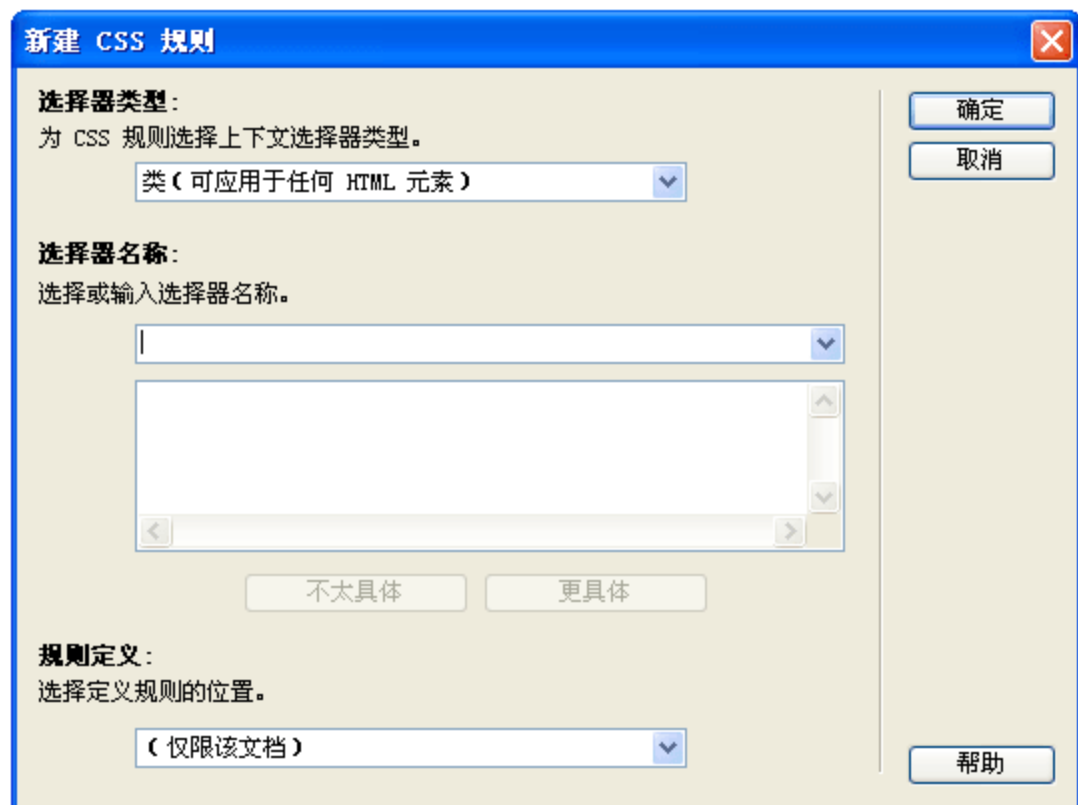 新建 CSS 规则
选择器类型:
为 CSS 规则选择上下文选择器类型。
类(可应用于任何 HTML 元素)
确定
取消
选择器名称:
选择或输入选择器名称。
不太具体
更具体
规则定义:
选择定义规则的位置。
(仅限该文档)
帮助